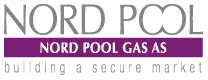 NORD POOL
NORD POOL GAS AS
building a secure market